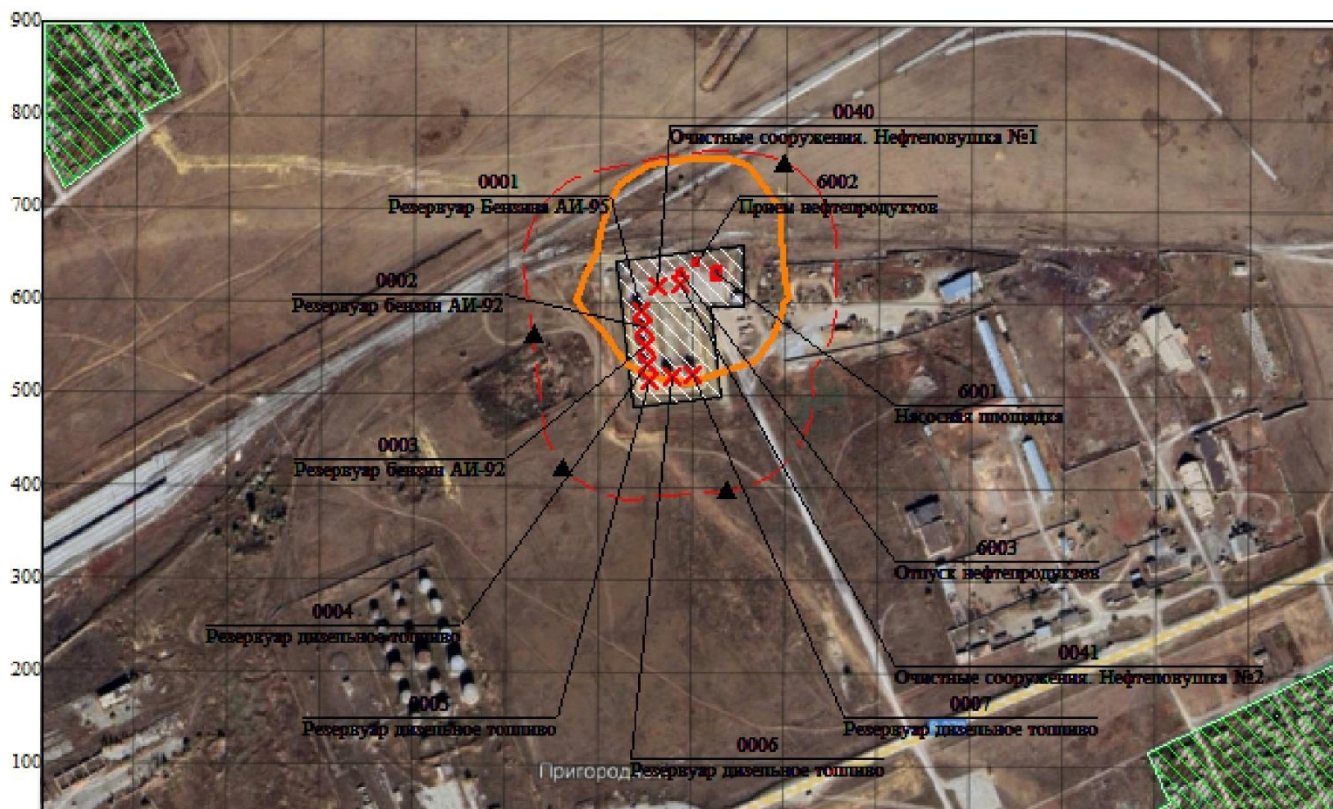 900
800
0040
Очистные сооружения. Нефтеловушка №1
700
0001
Резервуар Бензина АИ-95
6002
Прием нефтепродуктов
600
0002
Резервуар бензин АИ-92
500
6001
Насосная площадка
400
0003
Резервуар бензин АИ-92
300
6003
Отпуск нефтепродуктов
200
0004
Резервуар дизельное топливо
0041
Очистные сооружения. Нефтеловушка №2
100
0005
Резервуар дизельное топливо
0007
Резервуар дизельное топливо
0006
Резервуар дизельное топливо